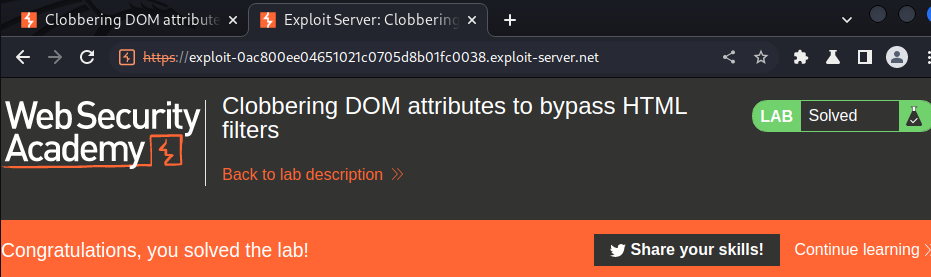 Clobbering DOM attribute
Exploit Server: Clobbering
https://exploit-0ac800ee04651021c0705d8b01fc0038.exploit-server.net
Web Security
Academy
Clobbering DOM attributes to bypass HTML
filters
LAB Solved
Back to lab description
Congratulations, you solved the lab!
Share your skills!
Continue learning